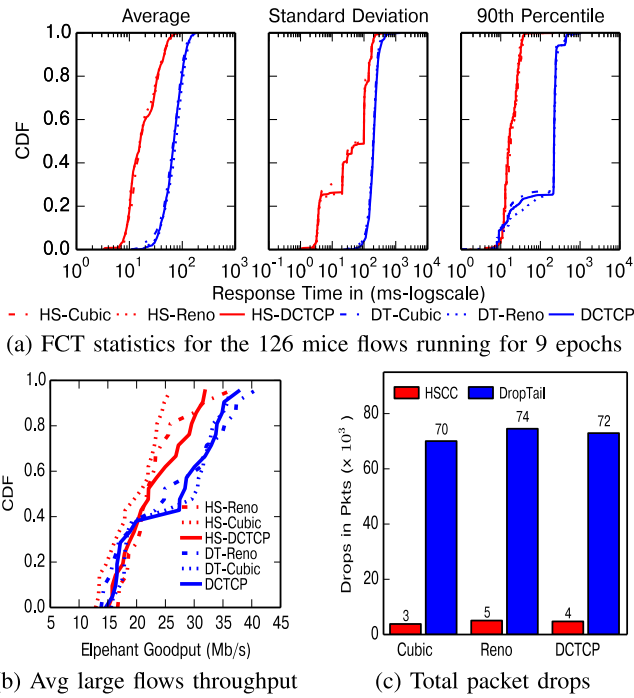 Average
Standard Deviation
90th Percentile
CDF
1.0
0.8
0.6
0.4
0.2
0.0
10^0 10^1 10^2 10^3
10^-1 10^0 10^1 10^2 10^3 10^4
10^0 10^1 10^2 10^3 10^4
Response Time in (ms-logscale)
HS-Cubic HS-Reno HS-DCTCP DT-Cubic DT-Reno DCTCP
(a) FCT statistics for the 126 mice flows running for 9 epochs
CDF
1.0
0.8
0.6
0.4
0.2
0.0
5 10 15 20 25 30 35 40 45
HS-Reno
HS-Cubic
HS-DCTCP
DT-Reno
DT-Cubic
DCTCP
Elpehant Goodput (Mb/s)
b) Avg large flows throughput
Drops in Pkts (× 10^3)
80
60
40
20
0
HSCC DropTail
70
74
72
3
5
4
Cubic Reno DCTCP
(c) Total packet drops